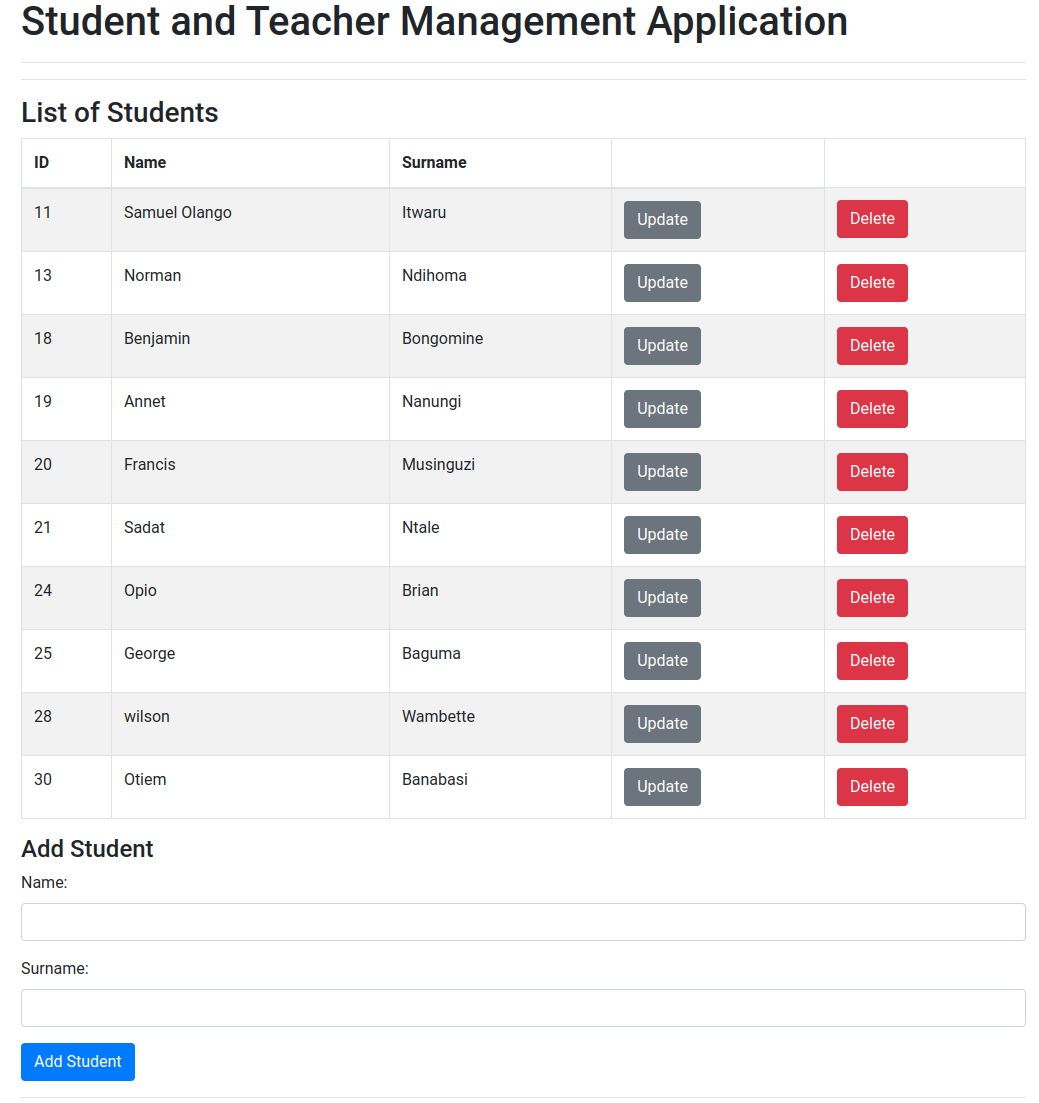 Student and Teacher Management Application
List of Students
ID Name Surname
11 Samuel Olango Itwaru Update Delete
13 Norman Ndihoma Update Delete
18 Benjamin Bongomine Update Delete
19 Annet Nanungi Update Delete
20 Francis Musinguzi Update Delete
21 Sadat Ntale Update Delete
24 Opio Brian Update Delete
25 George Baguma Update Delete
28 wilson Wambette Update Delete
30 Otiem Banabasi Update Delete
Add Student
Name:
Surname:
Add Student